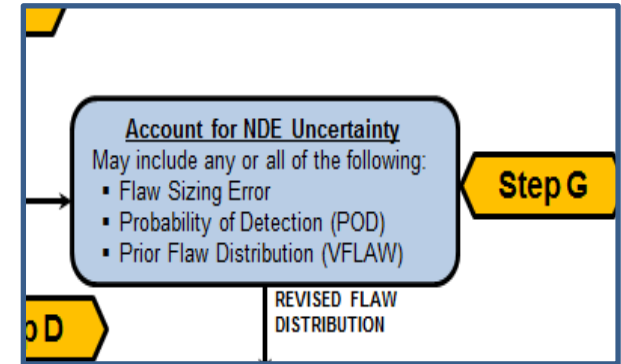 Account for NDE Uncertainty
May include any or all of the following:
▪ Flaw Sizing Error
▪ Probability of Detection (POD)
▪ Prior Flaw Distribution (VFLAW)
Step G
REVISED FLAW
DISTRIBUTION
p D